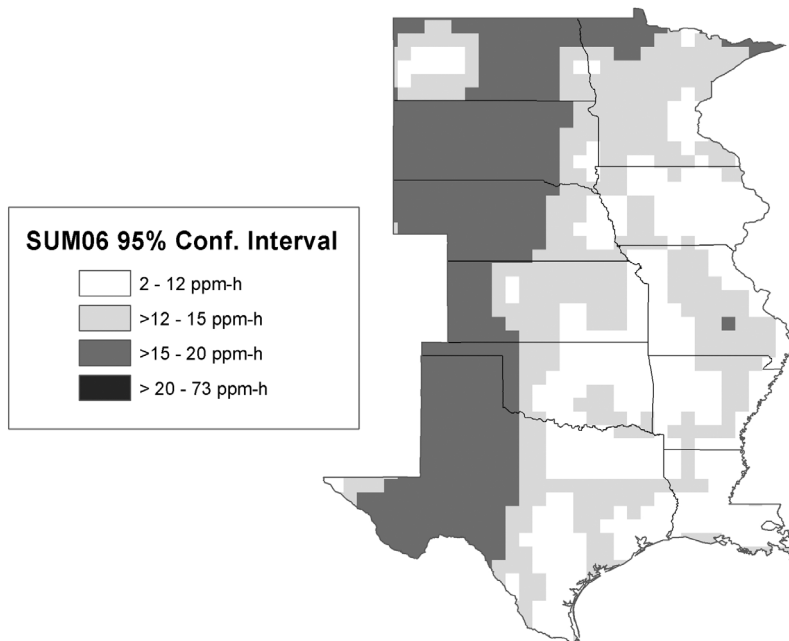 SUM06 95% Conf. Interval
2 - 12 ppm-h
>12 - 15 ppm-h
>15 - 20 ppm-h
> 20 - 73 ppm-h